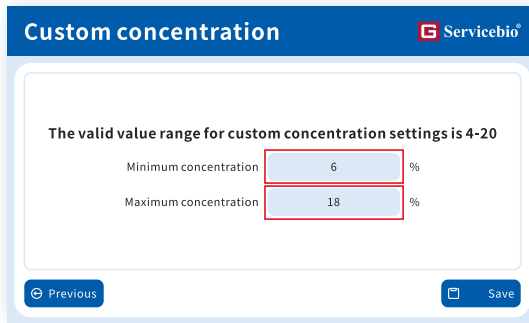 Custom concentration
G Servicebio®
The valid value range for custom concentration settings is 4-20
Minimum concentration 6 %
Maximum concentration 18 %
Previous
Save